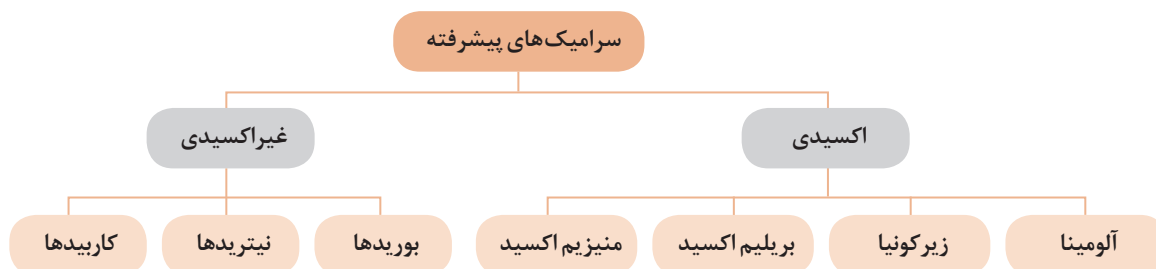 سرامیک‌های پیشرفته
اکسیدی
غیراکسیدی
آلومینا
زیرکونیا
بریلیم اکسید
منیزیم اکسید
بوریدها
نیتریدها
کاربیدها